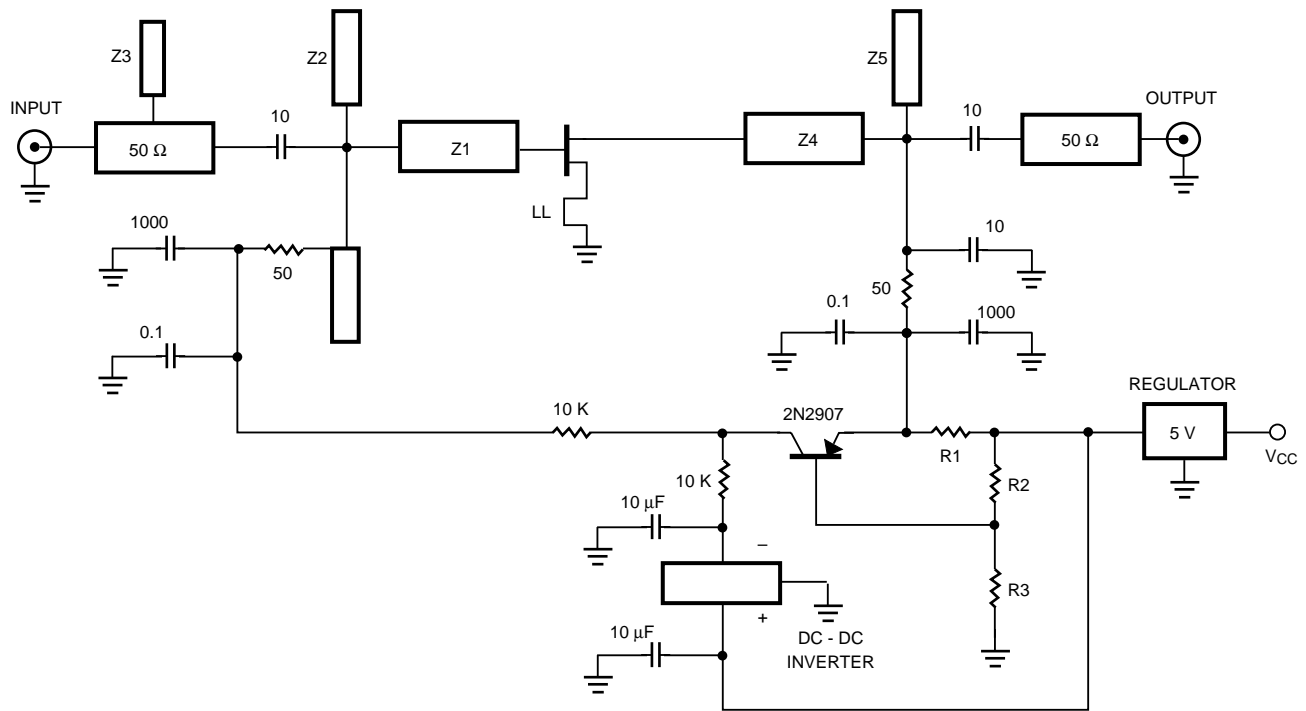 Z3
Z2
Z5
INPUT
10
50 Ω
Z1
Z4
10
50 Ω
OUTPUT
LL
1000
50
10
50
0.1
0.1
1000
REGULATOR
5 V
VCC
10 K
2N2907
R1
10 K
R2
10 µF
–
R3
+
10 µF
DC - DC
INVERTER